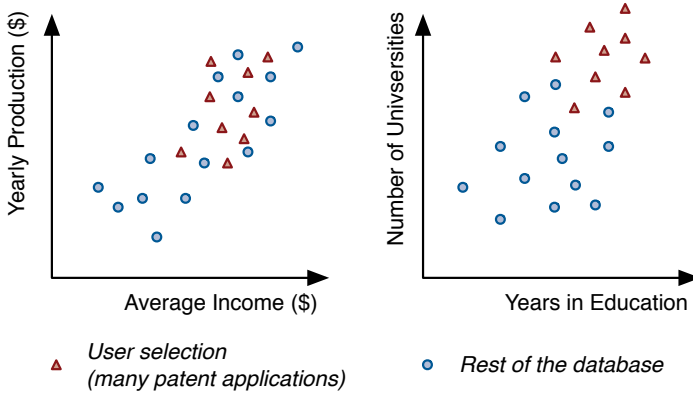 Yearly Production ($)
Average Income ($)
Number of Univsersities
Years in Education
User selection
(many patent applications)
Rest of the database